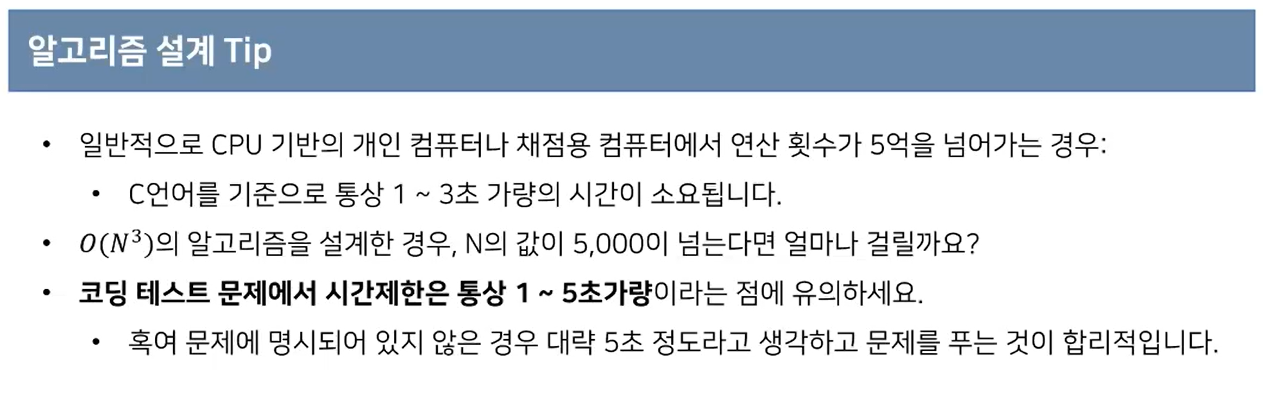 알고리즘 설계 Tip
• 일반적으로 CPU 기반의 개인 컴퓨터나 채점용 컴퓨터에서 연산 횟수가 5억을 넘어가는 경우:
• C언어를 기준으로 통상 1 ~ 3초 가량의 시간이 소요됩니다.
• O(N³)의 알고리즘을 설계한 경우, N의 값이 5,000이 넘는다면 얼마나 걸릴까요?
• 코딩 테스트 문제에서 시간제한은 통상 1 ~ 5초가량이라는 점에 유의하세요.
• 혹여 문제에 명시되어 있지 않은 경우 대략 5초 정도라고 생각하고 문제를 푸는 것이 합리적입니다.